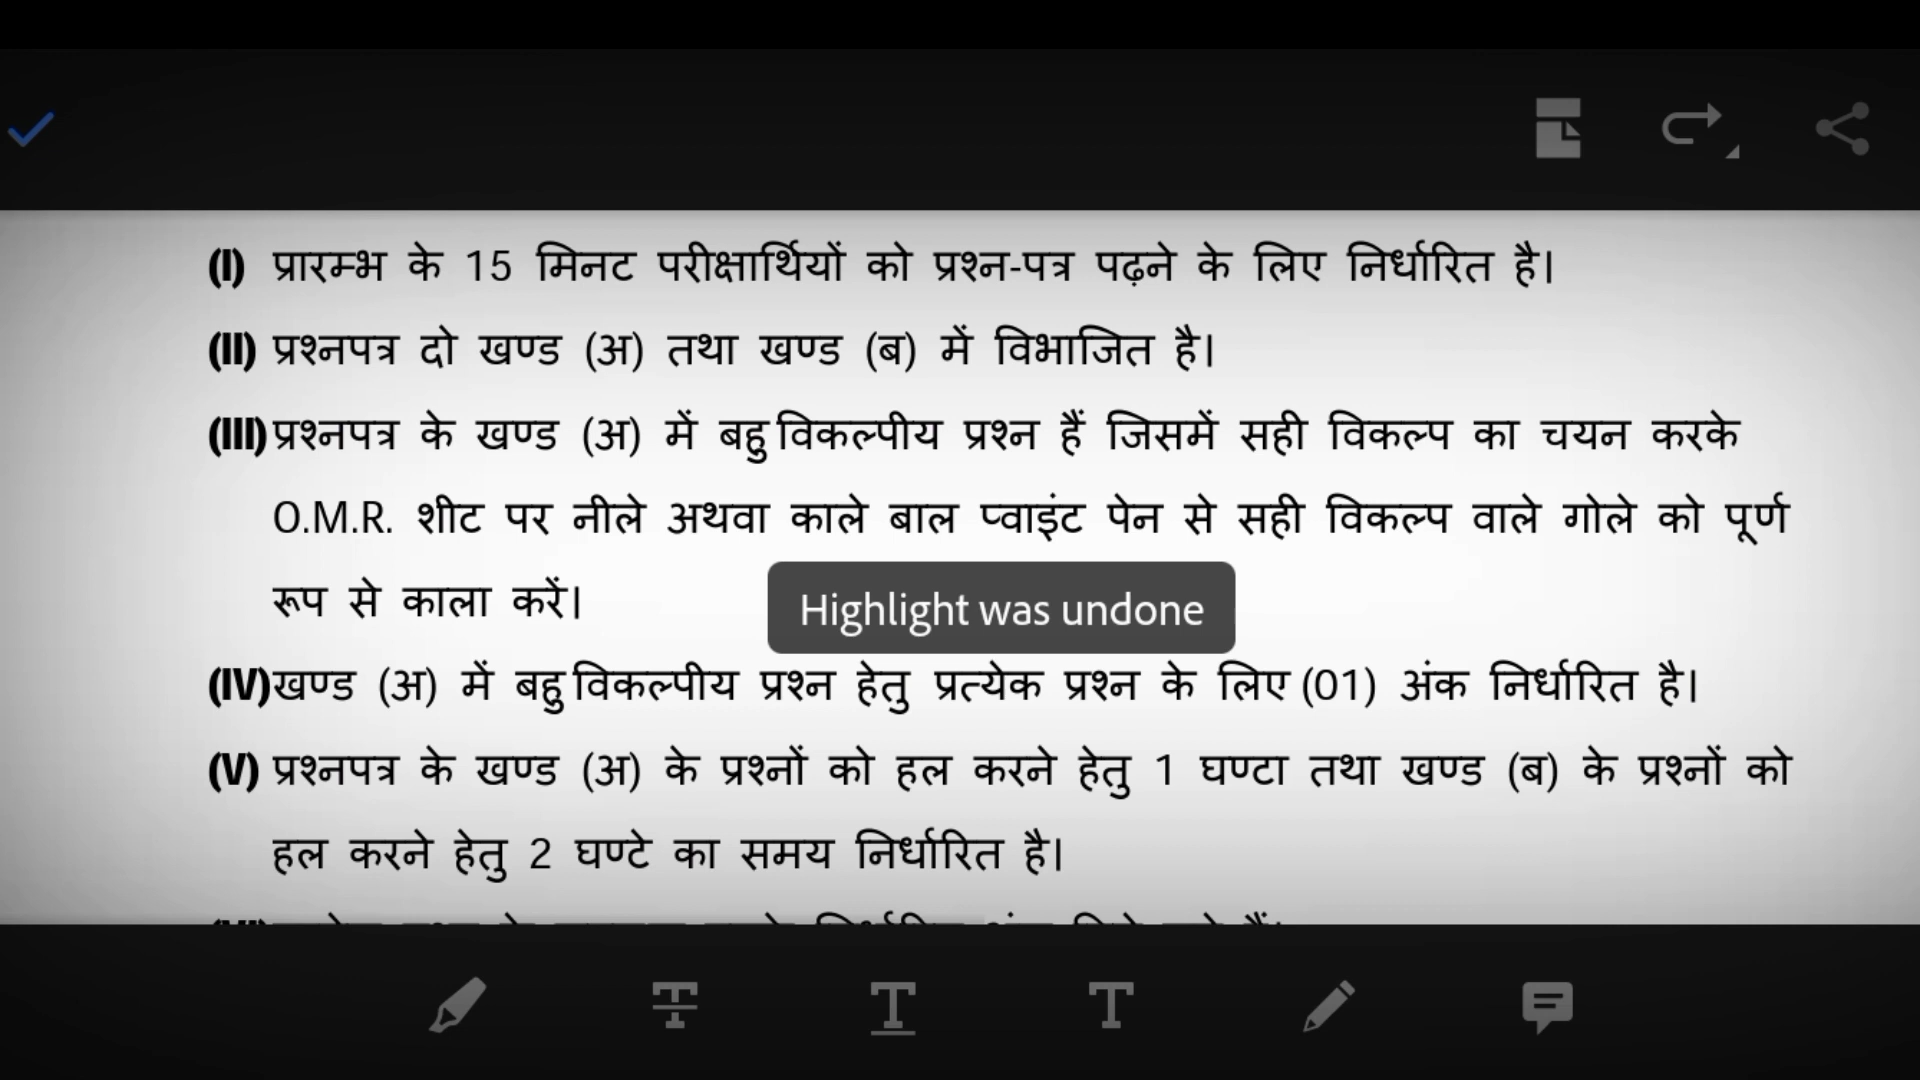 (I) प्रारम्भ के 15 मिनट परीक्षार्थियों को प्रश्न-पत्र पढ़ने के लिए निर्धारित है।
(II) प्रश्नपत्र दो खण्ड (अ) तथा खण्ड (ब) में विभाजित है।
(III) प्रश्नपत्र के खण्ड (अ) में बहुविकल्पीय प्रश्न हैं जिसमें सही विकल्प का चयन करके
O.M.R. शीट पर नीले अथवा काले बाल प्वाइंट पेन से सही विकल्प वाले गोले को पूर्ण
रूप से काला करें।
Highlight was undone
(IV) खण्ड (अ) में बहुविकल्पीय प्रश्न हेतु प्रत्येक प्रश्न के लिए (01) अंक निर्धारित है।
(V) प्रश्नपत्र के खण्ड (अ) के प्रश्नों को हल करने हेतु 1 घण्टा तथा खण्ड (ब) के प्रश्नों को
हल करने हेतु 2 घण्टे का समय निर्धारित है।